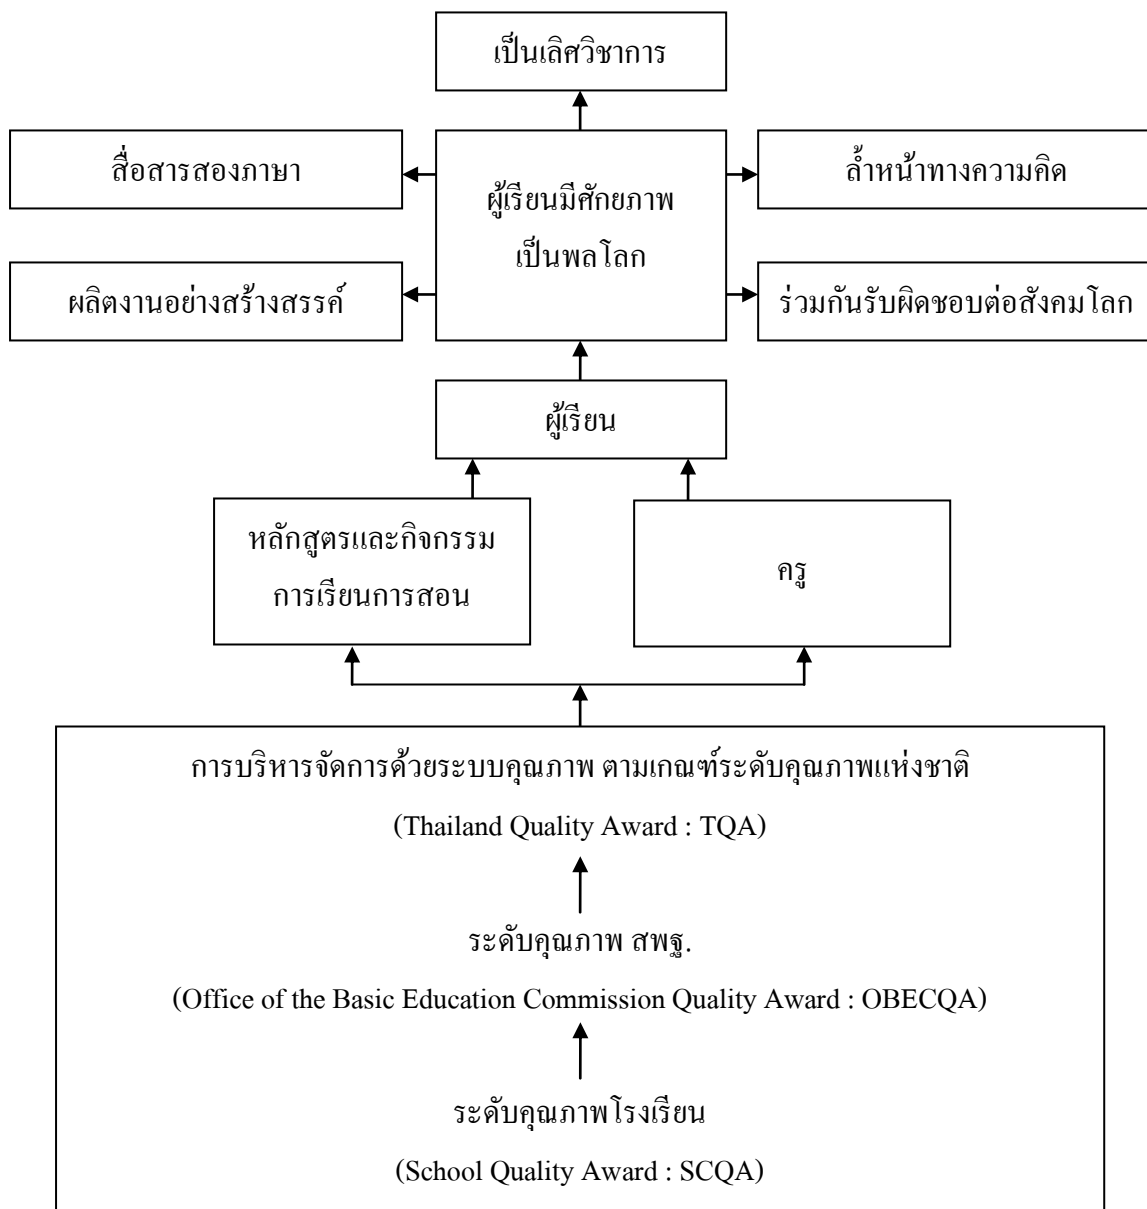 เป็นเลิศวิชาการ
สื่อสารสองภาษา
ล้ำหน้าทางความคิด
ผู้เรียนมีศักยภาพ
เป็นพลโลก
ผลิตงานอย่างสร้างสรรค์
ร่วมกันรับผิดชอบต่อสังคมโลก
ผู้เรียน
หลักสูตรและกิจกรรม
การเรียนการสอน
ครู
การบริหารจัดการด้วยระบบคุณภาพ ตามเกณฑ์ระดับคุณภาพแห่งชาติ
(Thailand Quality Award : TQA)
ระดับคุณภาพ สพฐ.
(Office of the Basic Education Commission Quality Award : OBECQA)
ระดับคุณภาพโรงเรียน
(School Quality Award : SCQA)